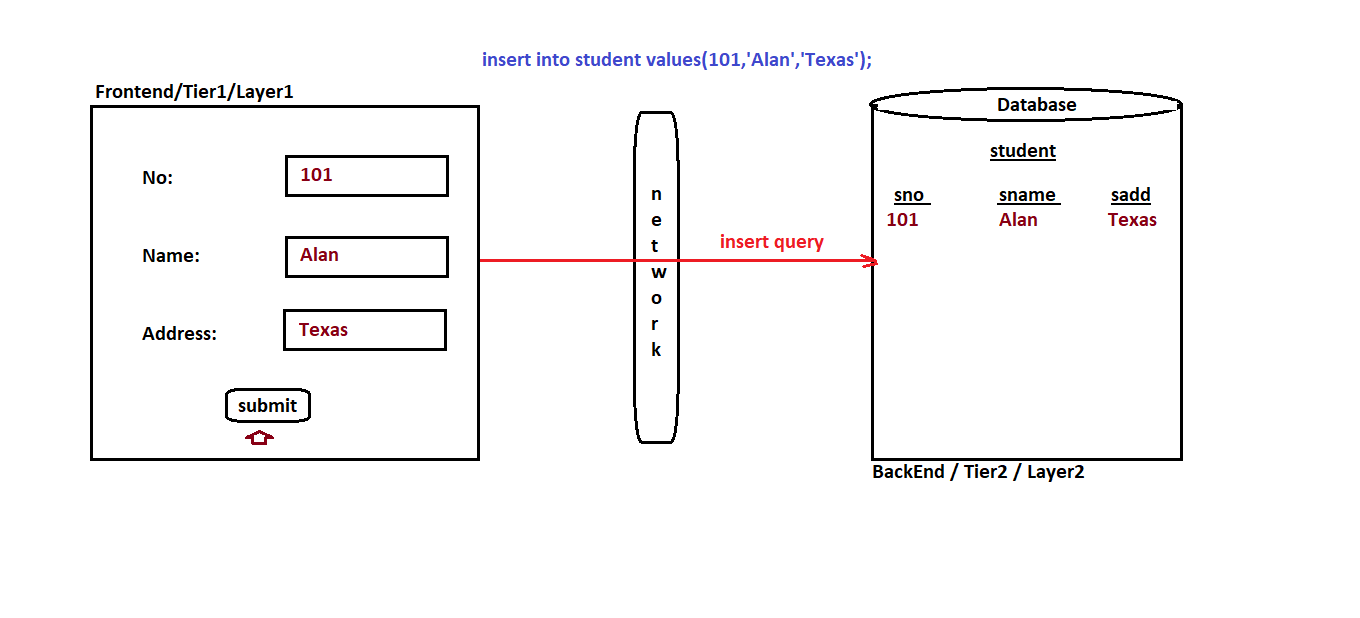 insert into student values(101,'Alan','Texas');
Frontend/Tier1/Layer1
No:
101
Name:
Alan
Address:
Texas
submit
network
insert query
Database
student
sno sname sadd
101 Alan Texas
BackEnd / Tier2 / Layer2